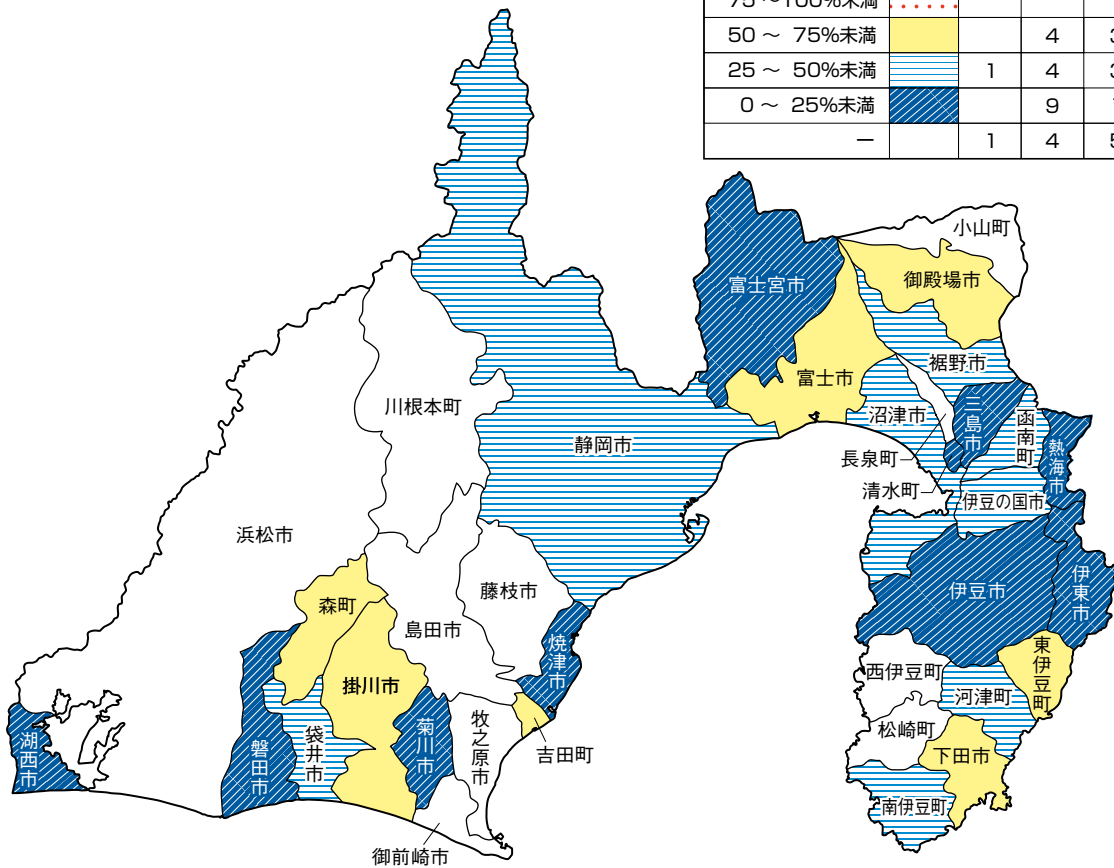 50 ～ 75%未満 4
25 ～ 50%未満 1 4
0 ～ 25%未満 9
― 1 4
小山町
富士宮市
御殿場市
裾野市
富士市
川根本町
沼津市
三島市
函南町
静岡市
熱海市
長泉町
清水町
伊豆の国市
浜松市
藤枝市
伊豆市
伊東市
森町
島田市
焼津市
東伊豆町
掛川市
西伊豆町
河津町
袋井市
菊川市
牧之原市
松崎町
湖西市
磐田市
吉田町
下田市
南伊豆町
御前崎市